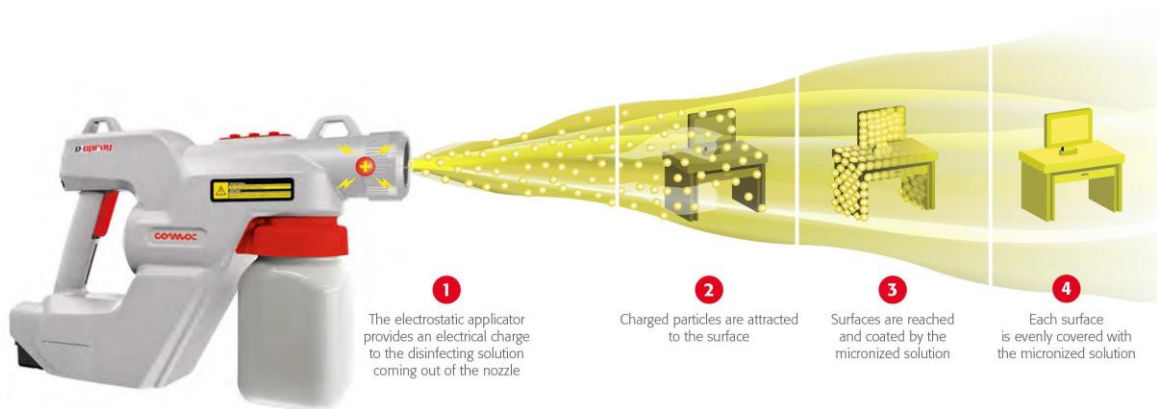 D-spray
comac
1
The electrostatic applicator
provides an electrical charge
to the disinfecting solution
coming out of the nozzle
2
Charged particles are attracted
to the surface
3
Surfaces are reached
and coated by the
micronized solution
4
Each surface
is evenly covered with
the micronized solution